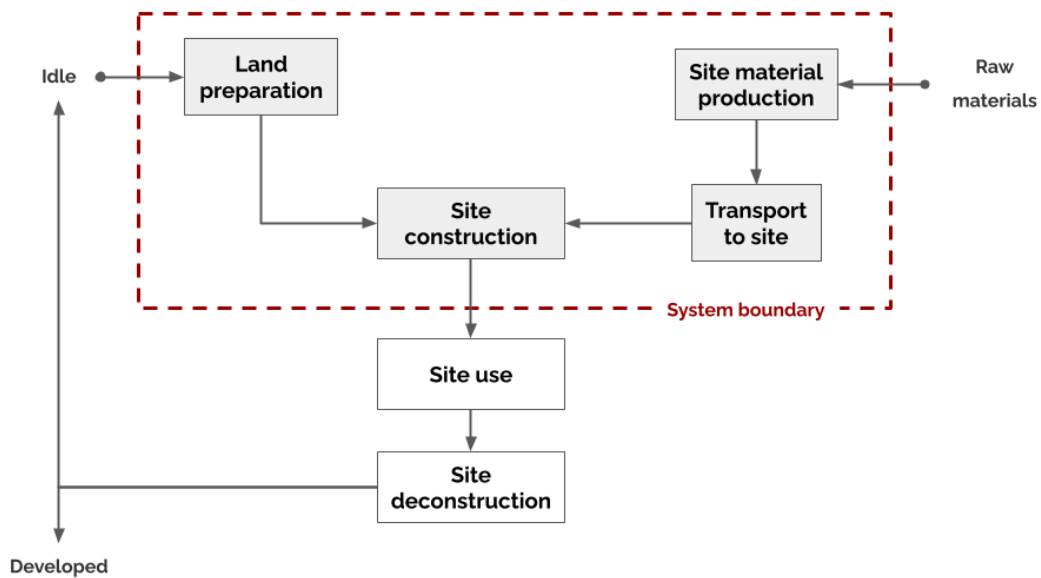 Idle
Land
preparation
Site material
production
Raw
materials
Site
construction
Transport
to site
System boundary
Site use
Site
deconstruction
Developed